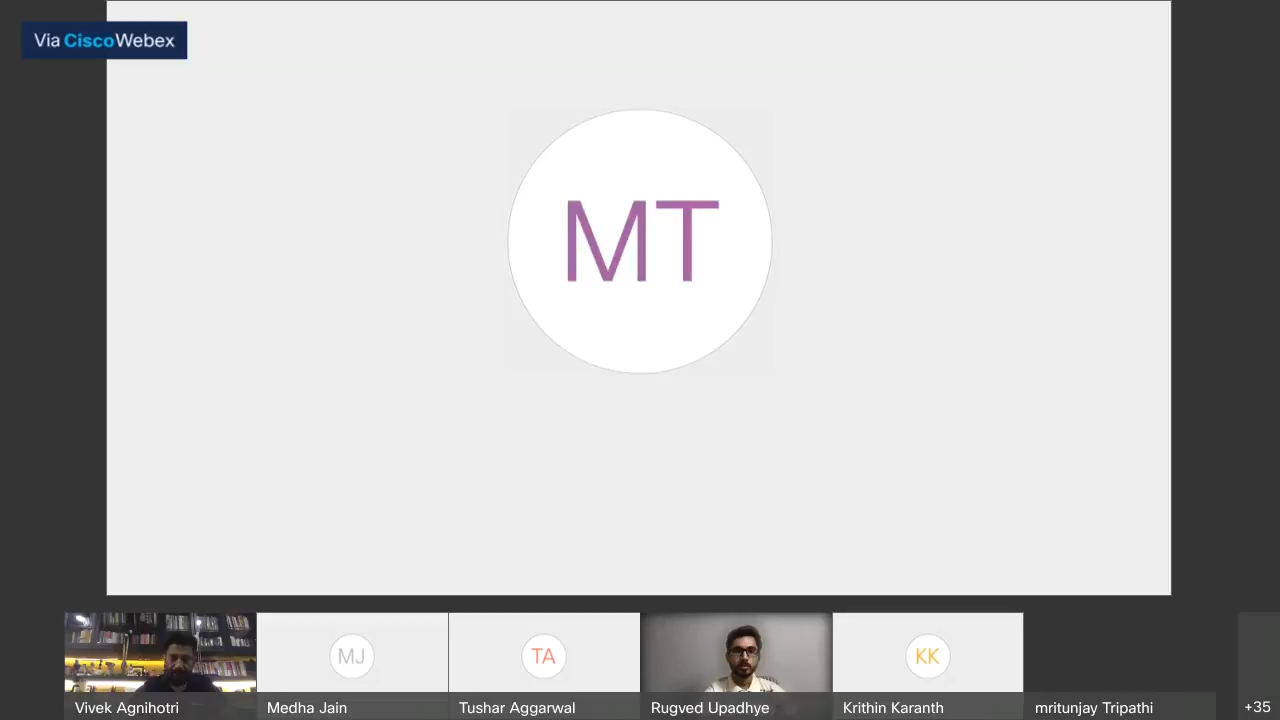 Via CiscoWebex
MT
MJ
TA
KK
Vivek Agnihotri
Medha Jain
Tushar Aggarwal
Rugved Upadhye
Krithin Karanth
mritunjay Tripathi
+35